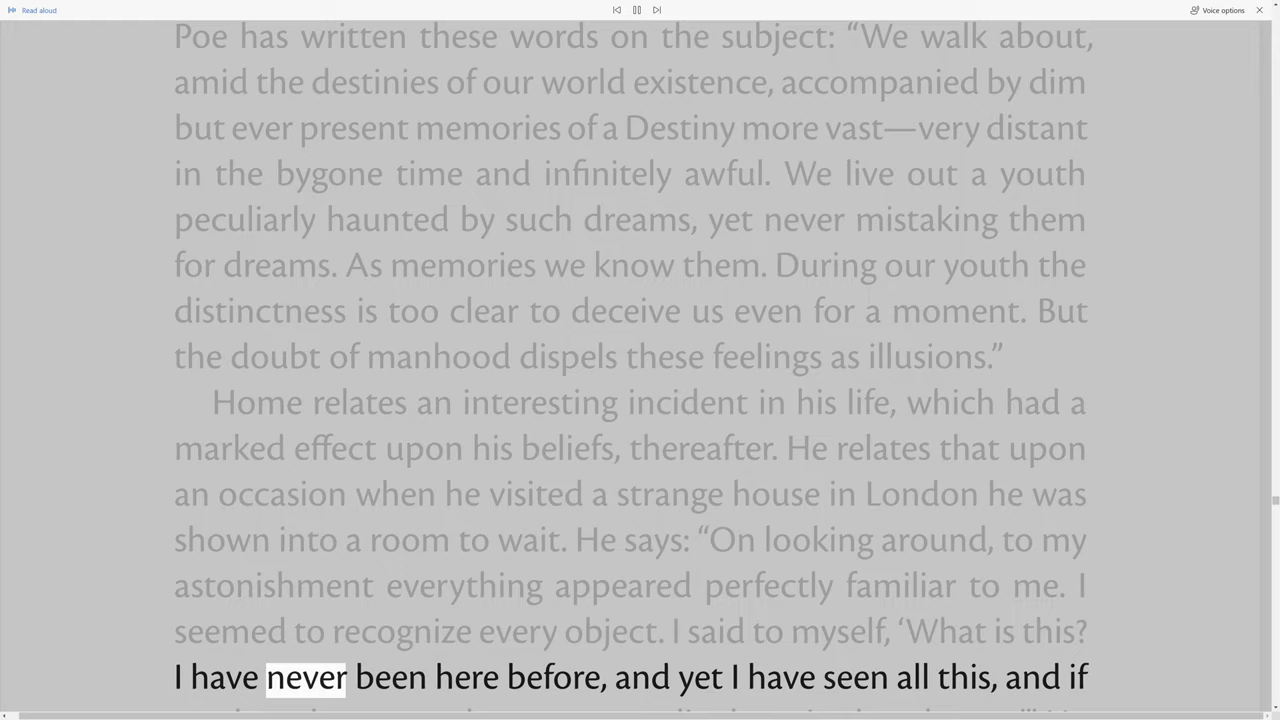 Read aloud
Voice options
Poe has written these words on the subject: “We walk about,
amid the destinies of our world existence, accompanied by dim
but ever present memories of a Destiny more vast—very distant
in the bygone time and infinitely awful. We live out a youth
peculiarly haunted by such dreams, yet never mistaking them
for dreams. As memories we know them. During our youth the
distinctness is too clear to deceive us even for a moment. But
the doubt of manhood dispels these feelings as illusions.”
Home relates an interesting incident in his life, which had a
marked effect upon his beliefs, thereafter. He relates that upon
an occasion when he visited a strange house in London he was
shown into a room to wait. He says: “On looking around, to my
astonishment everything appeared perfectly familiar to me. I
seemed to recognize every object. I said to myself, ‘What is this?
I have never been here before, and yet I have seen all this, and if